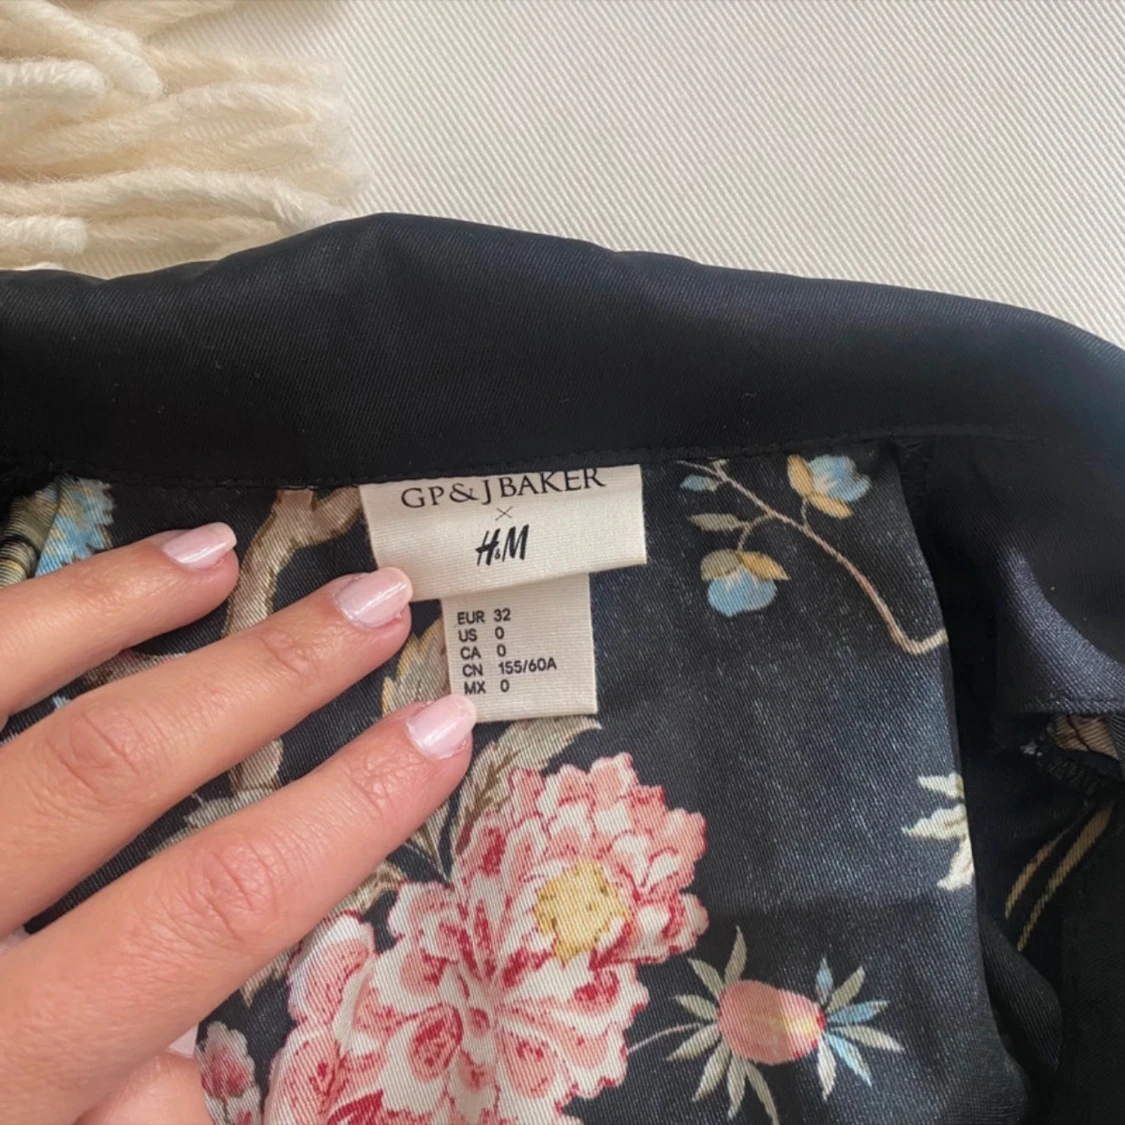 GP & J BAKER
×
H&M
EUR 32
US 0
CA 0
CN 155/60A
MX 0